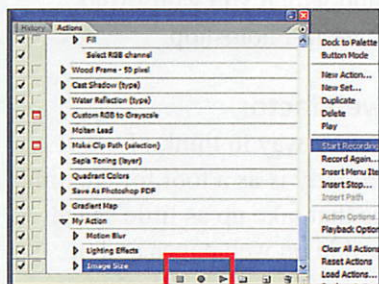 History Actions
Fill
Select RGB channel
Wood Frame - 50 pixel
Cast Shadow (type)
Water Reflection (type)
Custom RGB to Grayscale
Molten Lead
Make Clip Path (selection)
Sepia Toning (layer)
Quadrant Colors
Save As Photoshop PDF
Gradient Map
My Action
Motion Blur
Lighting Effects
Image Size
Dock to Palette
Button Mode
New Action...
New Set...
Duplicate
Delete
Play
Start Recording
Record Again...
Insert Menu Ite
Insert Stop...
Insert Path
Action Options.
Playback Option
Clear All Actions
Reset Actions
Load Actions...